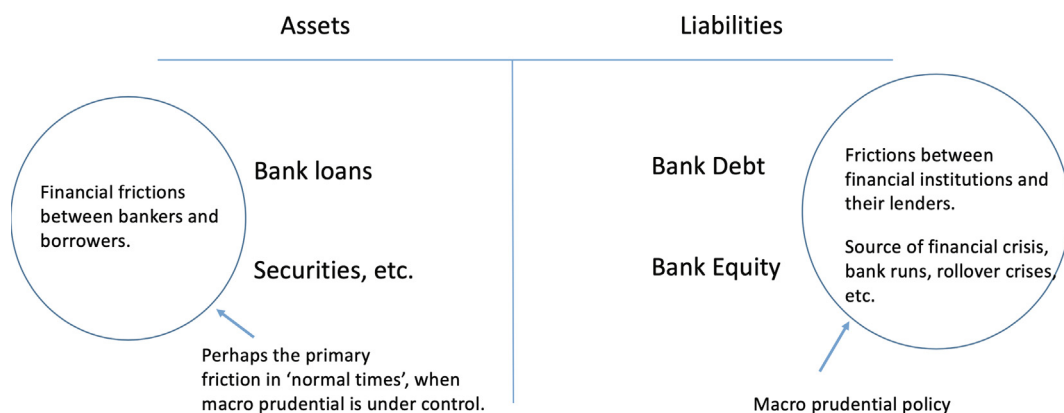 Assets
Liabilities
Financial frictions
between bankers and
borrowers.
Bank loans
Securities, etc.
Perhaps the primary
friction in ‘normal times’, when
macro prudential is under control.
Bank Debt
Bank Equity
Frictions between
financial institutions and
their lenders.
Source of financial crisis,
bank runs, rollover crises,
etc.
Macro prudential policy